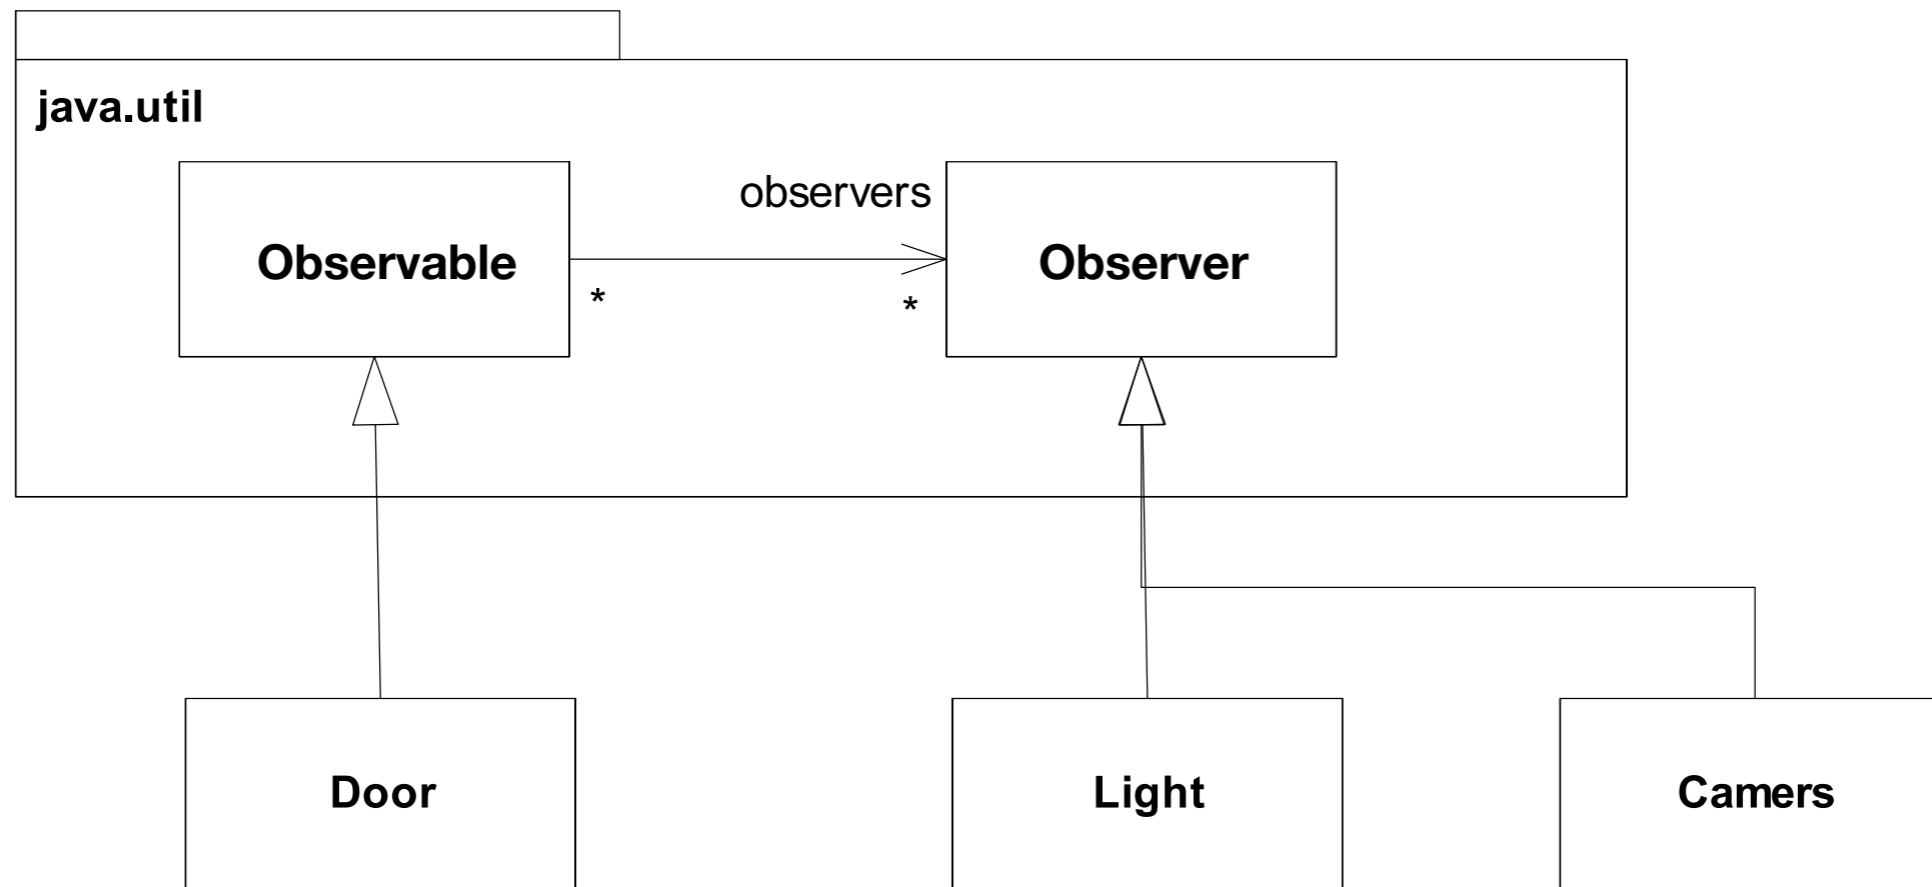 java.util
observers
Observable
Observer
*
*
Door
Light
Camers